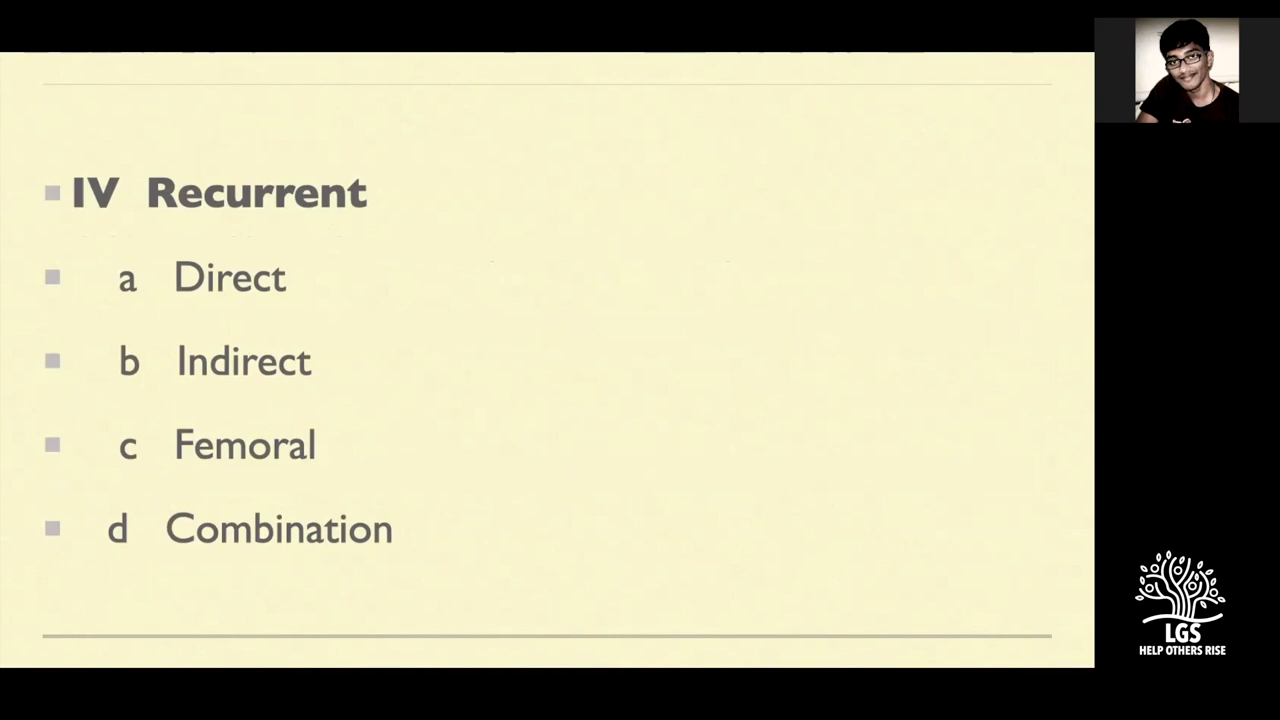 IV Recurrent
a Direct
b Indirect
c Femoral
d Combination
LGS
HELP OTHERS RISE